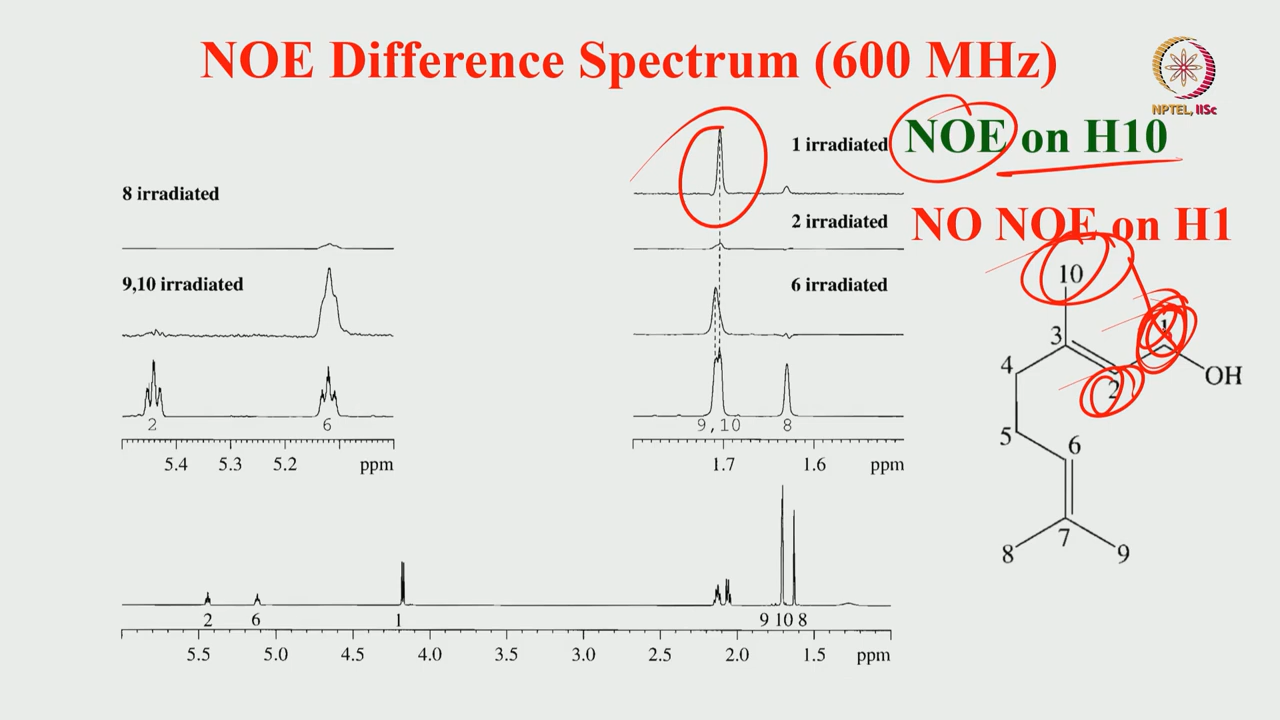 NOE Difference Spectrum (600 MHz)
NPTEL, IISc
1 irradiated
NOE on H10
8 irradiated
2 irradiated
NO NOE on H1
9,10 irradiated
6 irradiated
2
6
9,10
8
5.4 5.3 5.2 ppm
1.7 1.6 ppm
10
1
3
2
4
OH
5
6
7
8
9
2 6 1 9 10 8
5.5 5.0 4.5 4.0 3.5 3.0 2.5 2.0 1.5 ppm